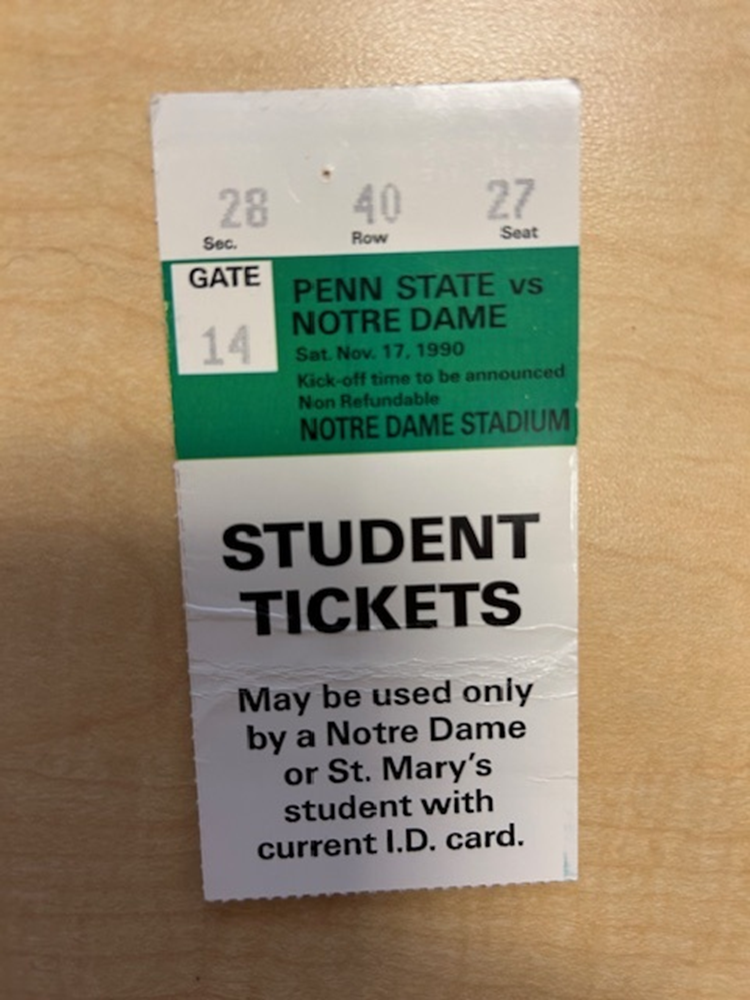 28 40 27
Sec. Row Seat
GATE
14
PENN STATE vs
NOTRE DAME
Sat. Nov. 17, 1990
Kick-off time to be announced
Non Refundable
NOTRE DAME STADIUM
STUDENT
TICKETS
May be used only
by a Notre Dame
or St. Mary's
student with
current I.D. card.